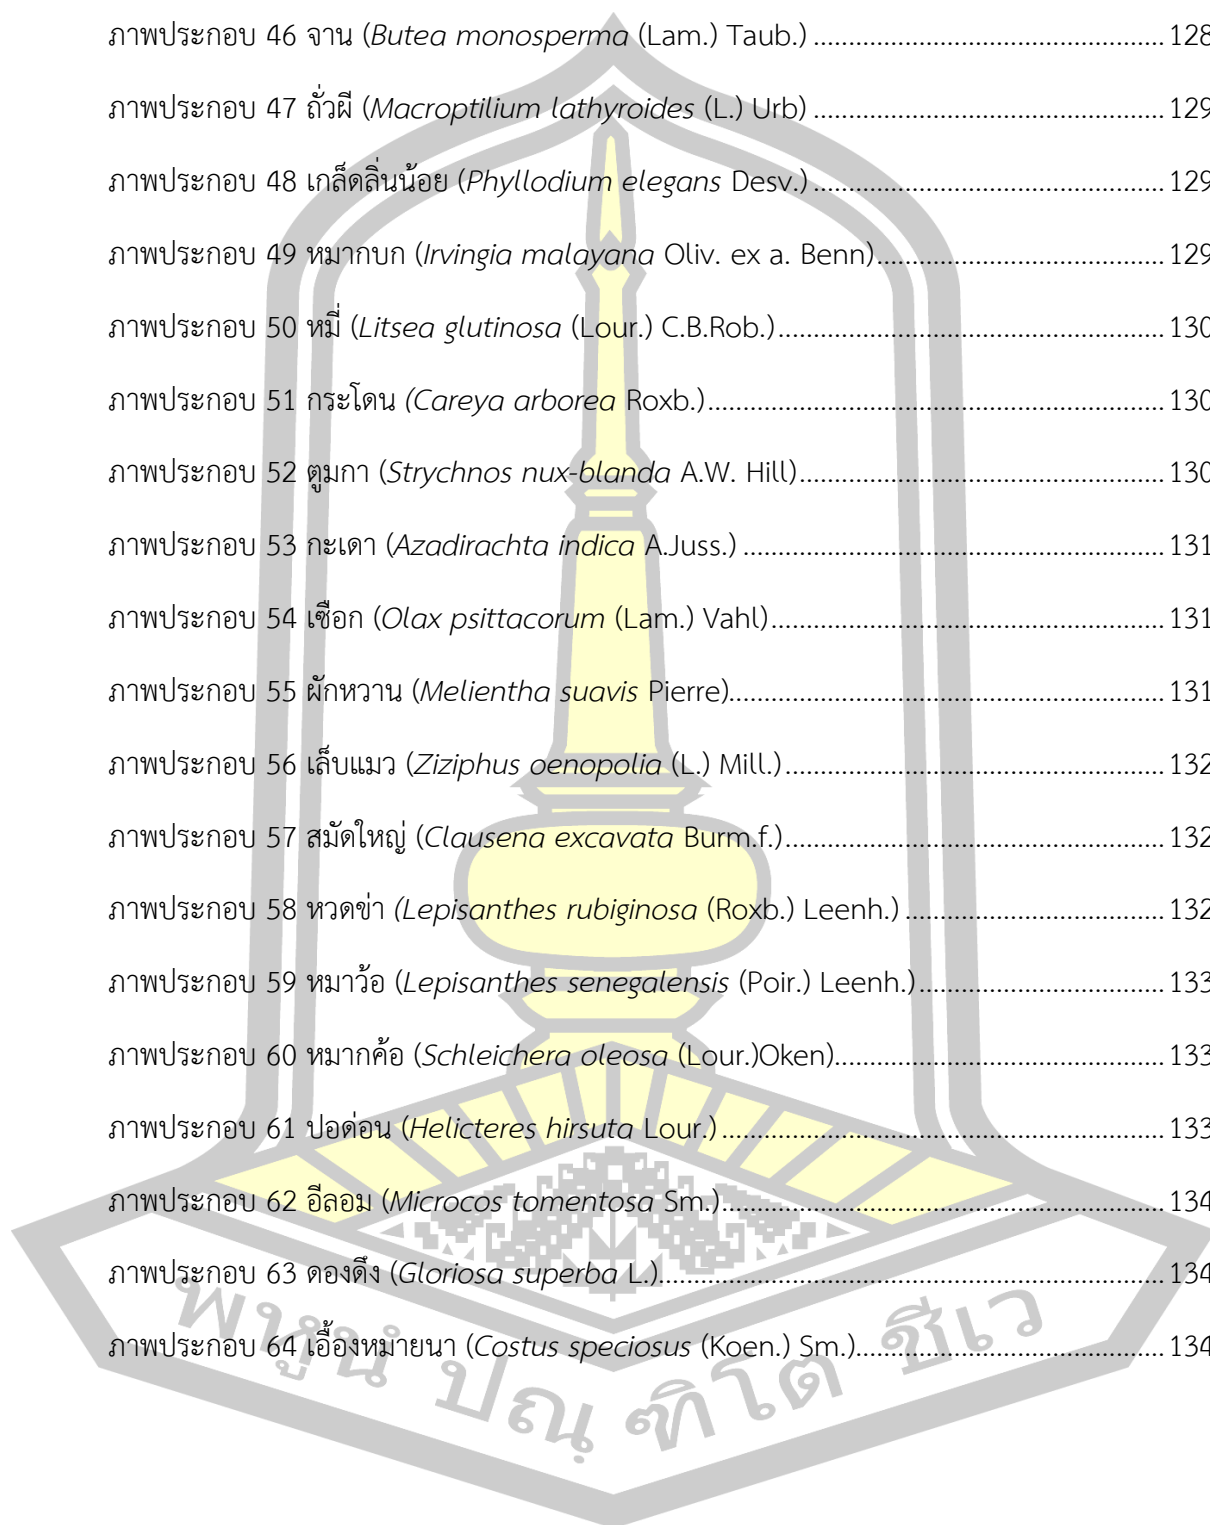 ภาพประกอบ 46 จาน (Butea monosperma (Lam.) Taub.) .................................................. 128
ภาพประกอบ 47 ถั่วผี (Macroptilium lathyroides (L.) Urb) .................................................. 129
ภาพประกอบ 48 เกล็ดลิ่นน้อย (Phyllodium elegans Desv.) .................................................. 129
ภาพประกอบ 49 หมากบก (Irvingia malayana Oliv. ex a. Benn)......................................... 129
ภาพประกอบ 50 หมี่ (Litsea glutinosa (Lour.) C.B.Rob.)....................................................... 130
ภาพประกอบ 51 กระโดน (Careya arborea Roxb.)................................................................. 130
ภาพประกอบ 52 ตูมกา (Strychnos nux-blanda A.W. Hill).................................................... 130
ภาพประกอบ 53 กะเดา (Azadirachta indica A.Juss.) ............................................................ 131
ภาพประกอบ 54 เซือก (Olax psittacorum (Lam.) Vahl)........................................................ 131
ภาพประกอบ 55 ผักหวาน (Melientha suavis Pierre).............................................................. 131
ภาพประกอบ 56 เล็บแมว (Ziziphus oenopolia (L.) Mill.)...................................................... 132
ภาพประกอบ 57 สมัดใหญ่ (Clausena excavata Burm.f.)...................................................... 132
ภาพประกอบ 58 หวดข่า (Lepisanthes rubiginosa (Roxb.) Leenh.) ..................................... 132
ภาพประกอบ 59 หมาว้อ (Lepisanthes senegalensis (Poir.) Leenh.)................................... 133
ภาพประกอบ 60 หมากค้อ (Schleichera oleosa (Lour.)Oken)............................................... 133
ภาพประกอบ 61 ปอด่อน (Helicteres hirsuta Lour.) ............................................................... 133
ภาพประกอบ 62 อีลอม (Microcos tomentosa Sm.)............................................................... 134
ภาพประกอบ 63 ดองดึง (Gloriosa superba L.)........................................................................ 134
ภาพประกอบ 64 เอื้องหมายนา (Costus speciosus (Koen.) Sm.)........................................... 134
พหูนํ ปณฺ ฑิโต ชีเว